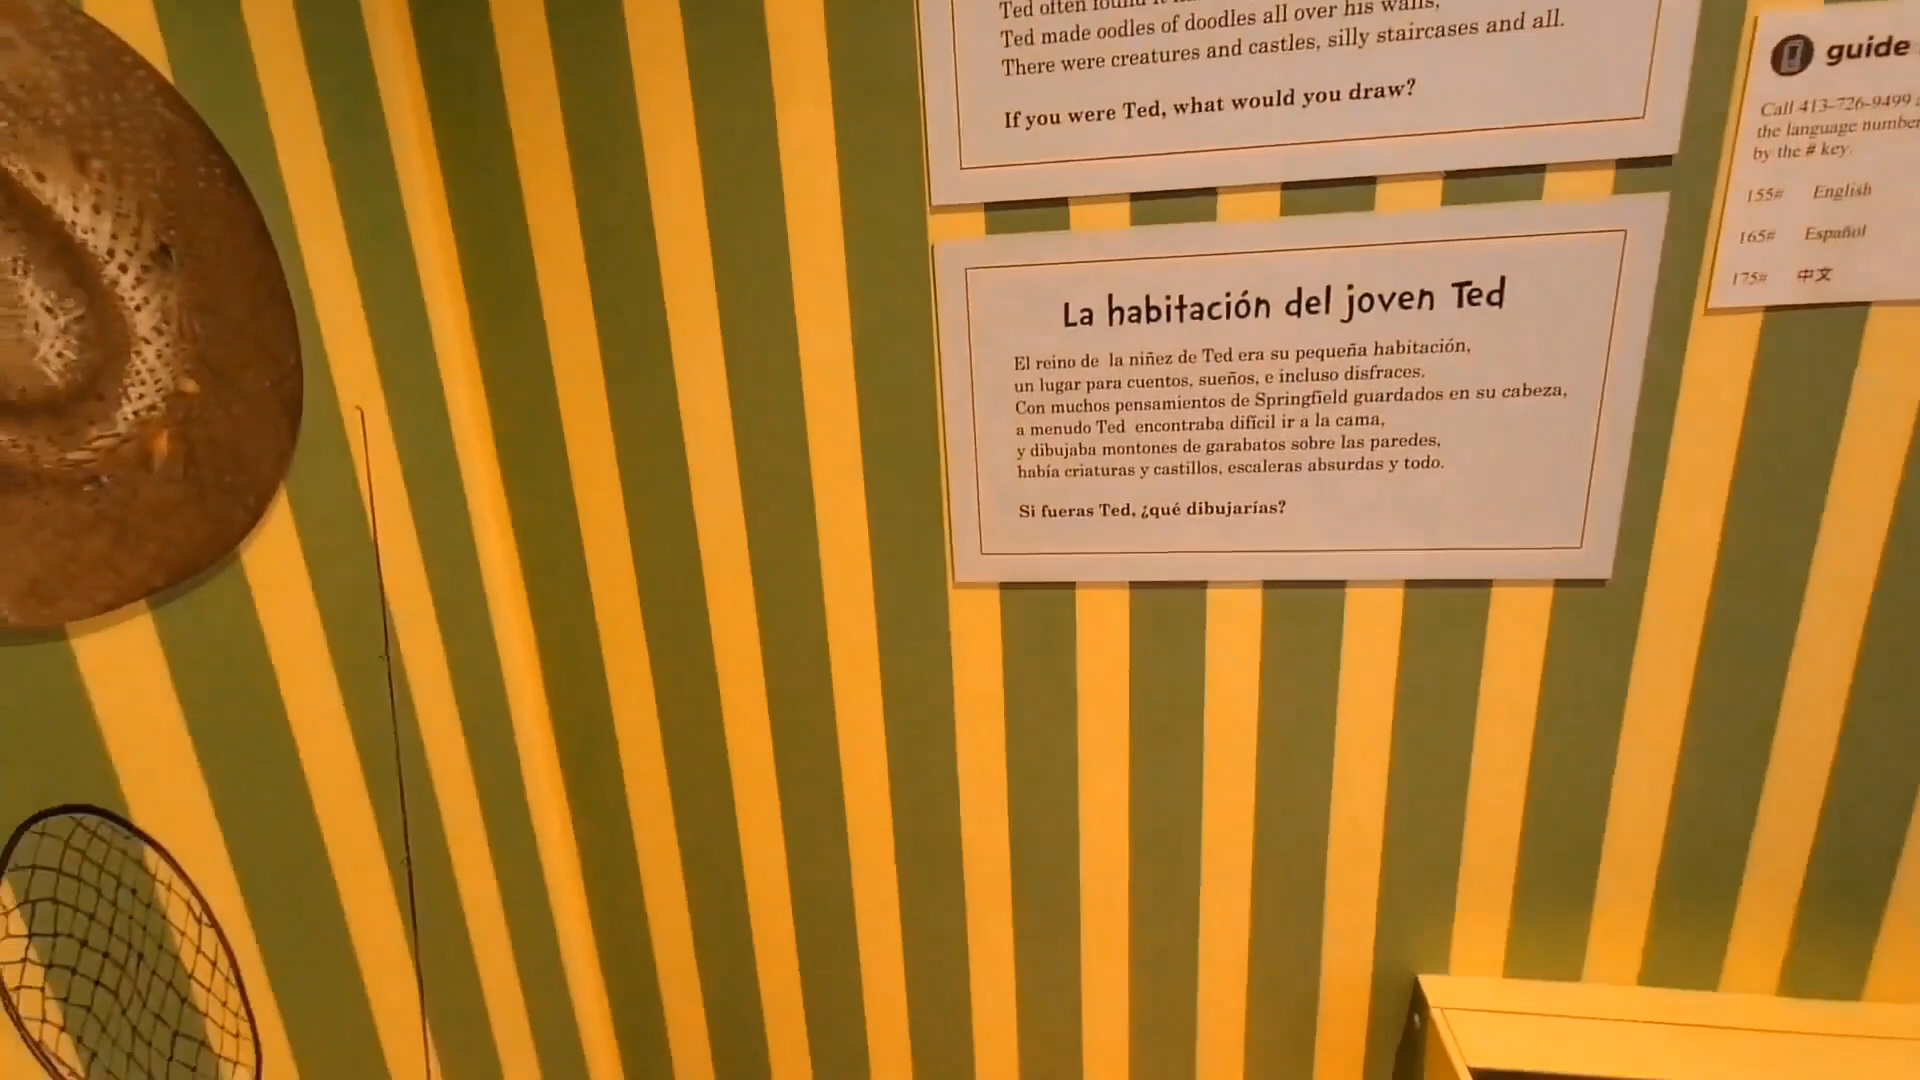 Ted often found it
Ted made oodles of doodles all over his walls,
There were creatures and castles, silly staircases and all.
If you were Ted, what would you draw?
La habitación del joven Ted
El reino de la niñez de Ted era su pequeña habitación,
un lugar para cuentos, sueños, e incluso disfraces.
Con muchos pensamientos de Springfield guardados en su cabeza,
a menudo Ted encontraba difícil ir a la cama,
y dibujaba montones de garabatos sobre las paredes,
había criaturas y castillos, escaleras absurdas y todo.
Si fueras Ted, ¿qué dibujarías?
guide
Call 413-726-9499
the language number
by the # key.
155# English
165# Español
175# 中文